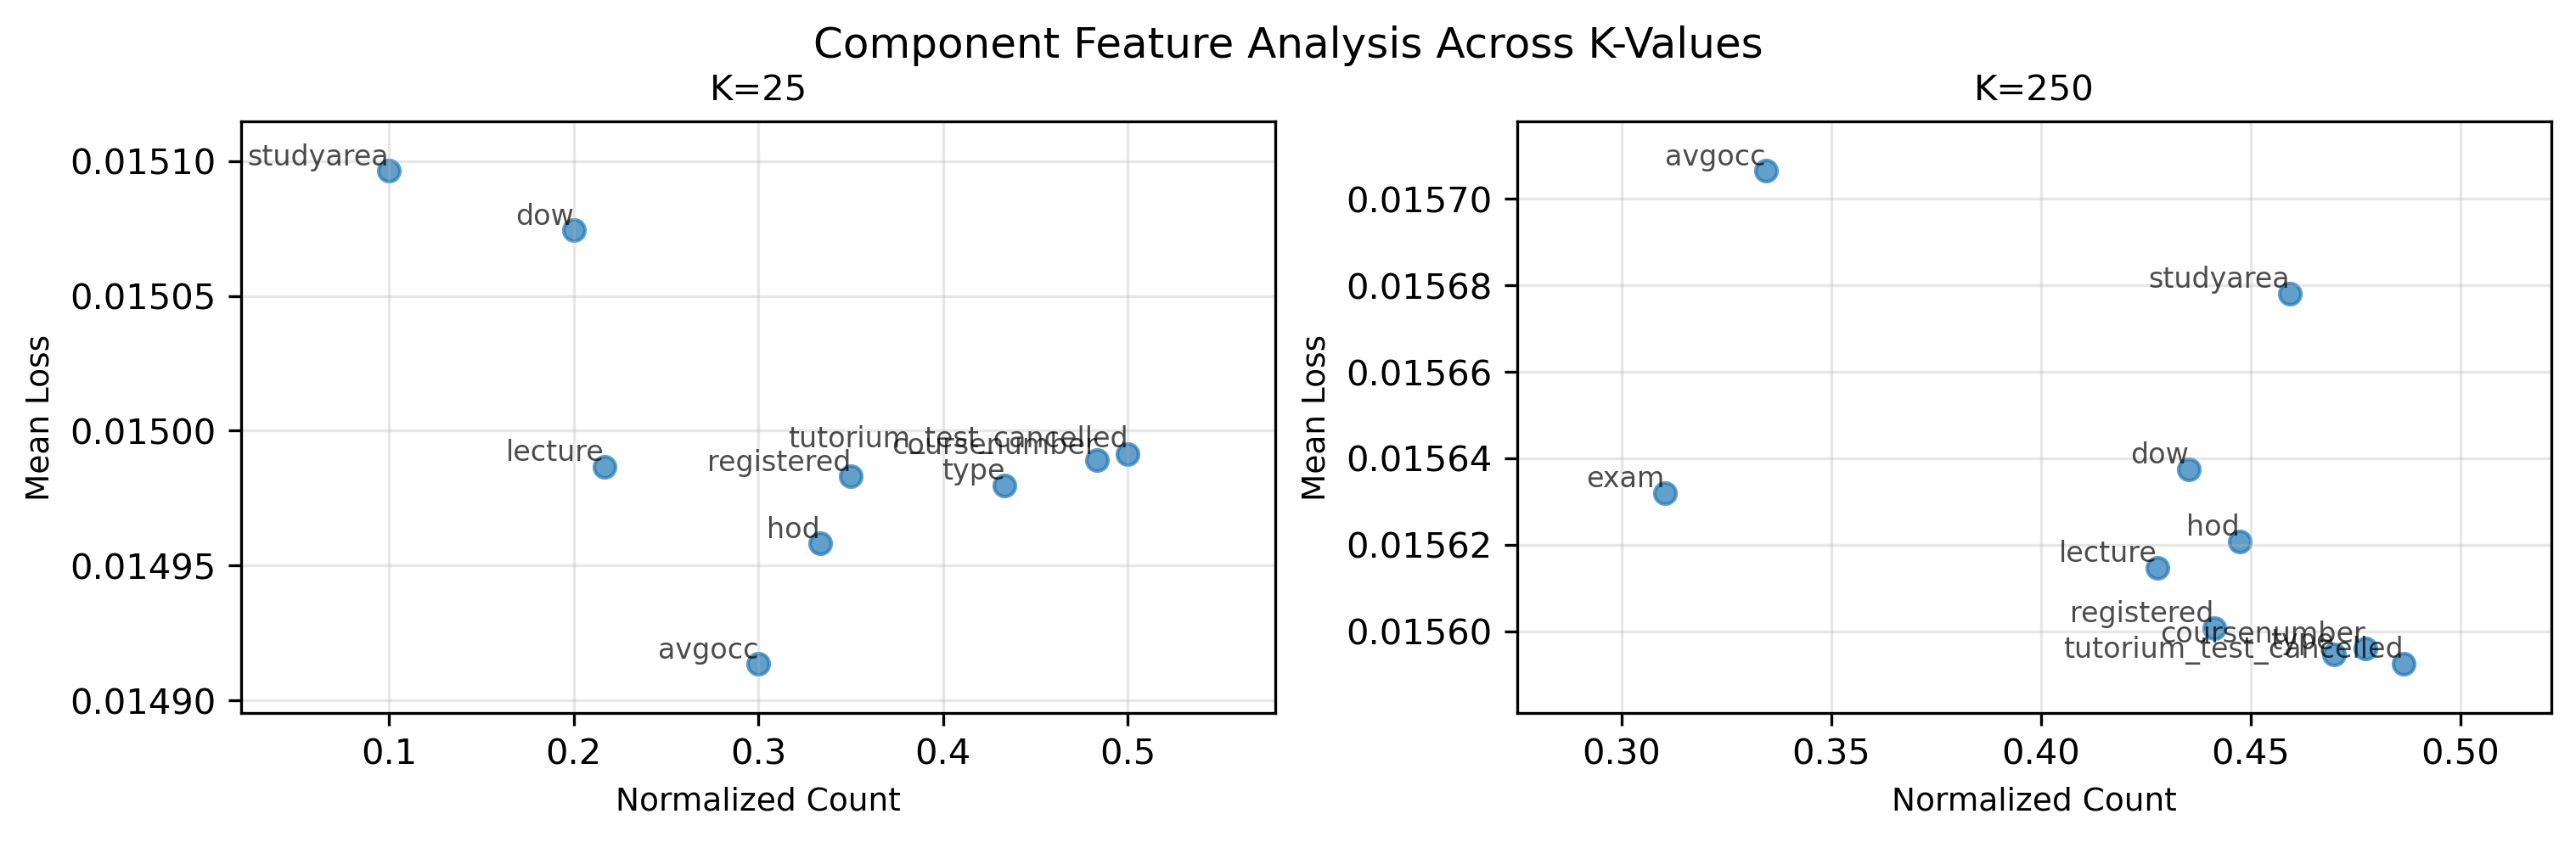 Component Feature Analysis Across K-Values
K=25
Mean Loss
0.01510
0.01505
0.01500
0.01495
0.01490
studyarea
dow
lecture
registered
tutorium_test_cancelled
coursenumber
type
hod
avgocc
0.1 0.2 0.3 0.4 0.5
Normalized Count
K=250
Mean Loss
0.01570
0.01568
0.01566
0.01564
0.01562
0.01560
avgocc
studyarea
dow
exam
hod
lecture
registered
coursenumber
type
tutorium_test_cancelled
0.30 0.35 0.40 0.45 0.50
Normalized Count